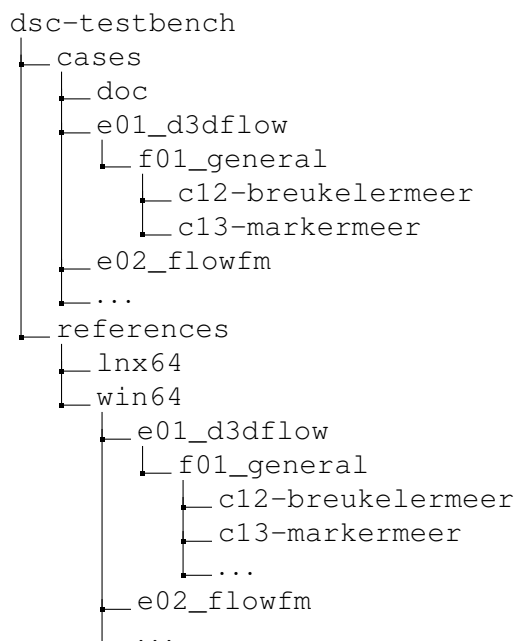 dsc-testbench
cases
doc
e01_d3dflow
f01_general
c12-breukelermeer
c13-markermeer
e02_flowfm
...
references
lnx64
win64
e01_d3dflow
f01_general
c12-breukelermeer
c13-markermeer
...
e02_flowfm
...